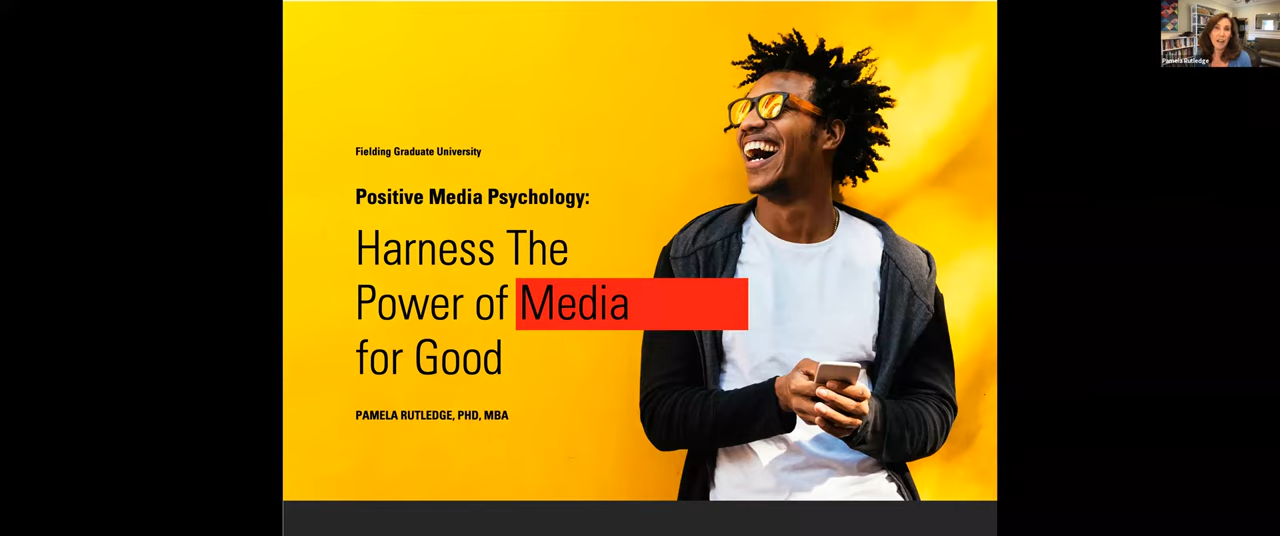 Fielding Graduate University
Positive Media Psychology:
Harness The
Power of Media
for Good
PAMELA RUTLEDGE, PHD, MBA
Pamela Rutledge